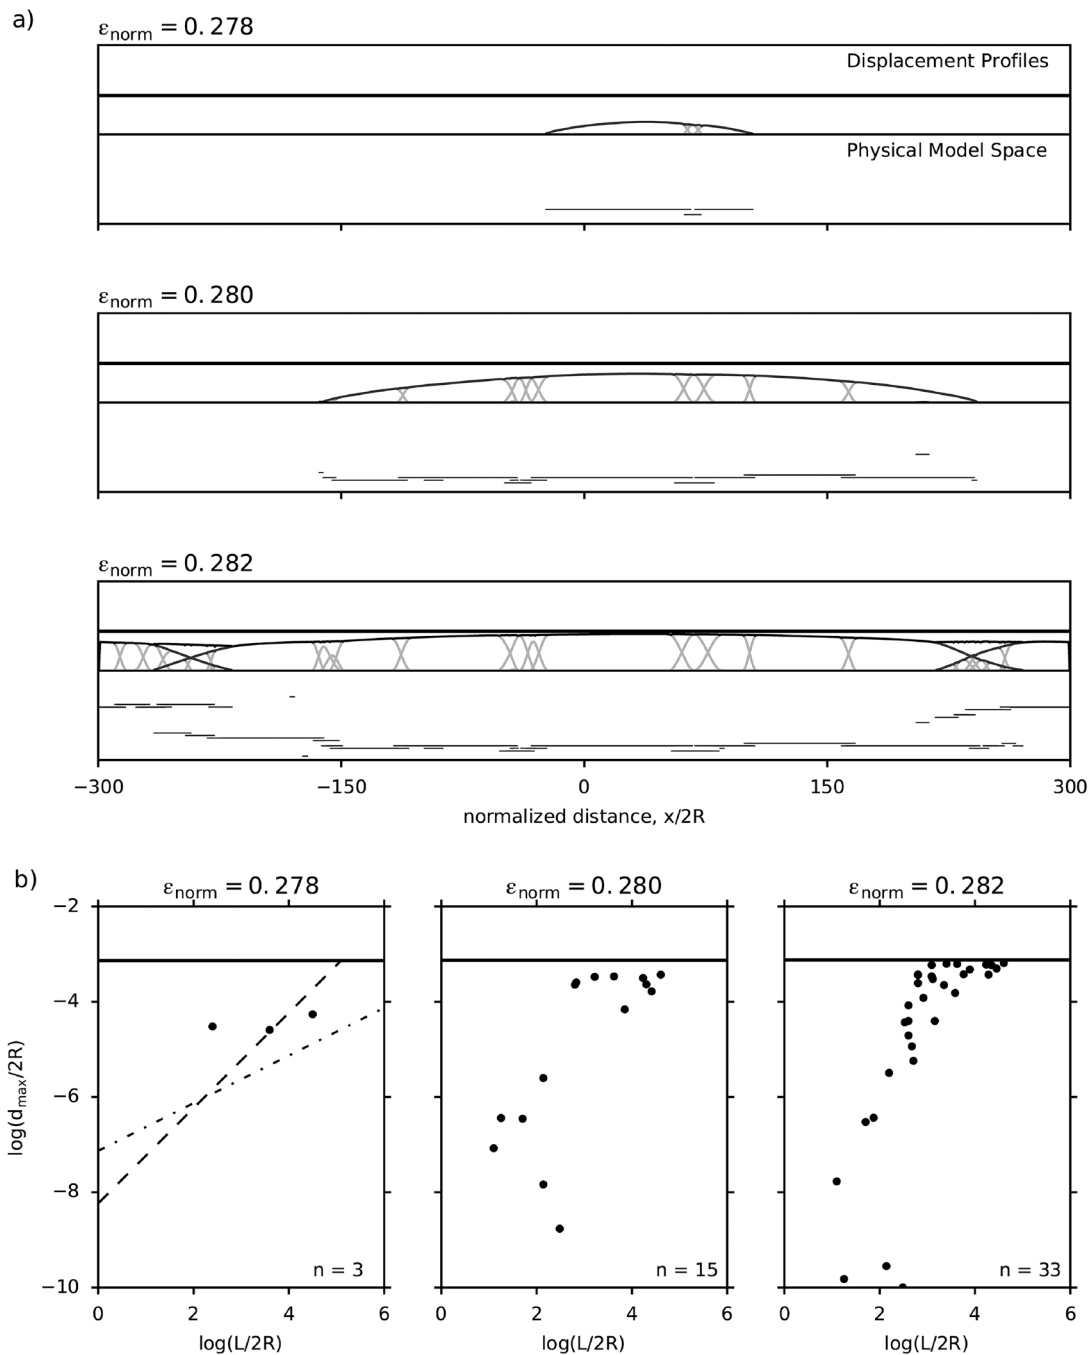 a)
εnorm = 0.278
Displacement Profiles
Physical Model Space
εnorm = 0.280
εnorm = 0.282
−300 −150 0 150 300
normalized distance, x/2R
b)
εnorm = 0.278 εnorm = 0.280 εnorm = 0.282
−2
−4
−6
−8
−10
log(dmax/2R)
n = 3 n = 15 n = 33
0 2 4 6 0 2 4 6 0 2 4 6
log(L/2R) log(L/2R) log(L/2R)